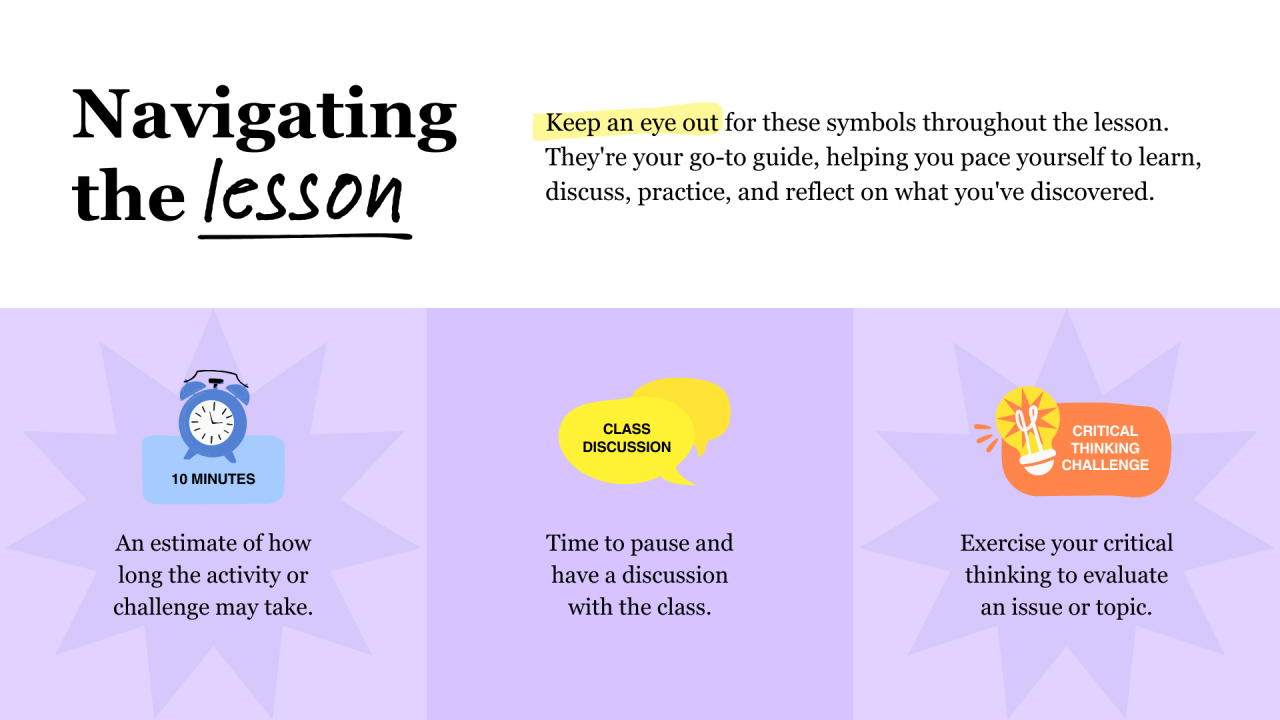 Navigating
the lesson
Keep an eye out for these symbols throughout the lesson.
They're your go-to guide, helping you pace yourself to learn,
discuss, practice, and reflect on what you've discovered.
10 MINUTES
An estimate of how
long the activity or
challenge may take.
CLASS
DISCUSSION
Time to pause and
have a discussion
with the class.
CRITICAL
THINKING
CHALLENGE
Exercise your critical
thinking to evaluate
an issue or topic.